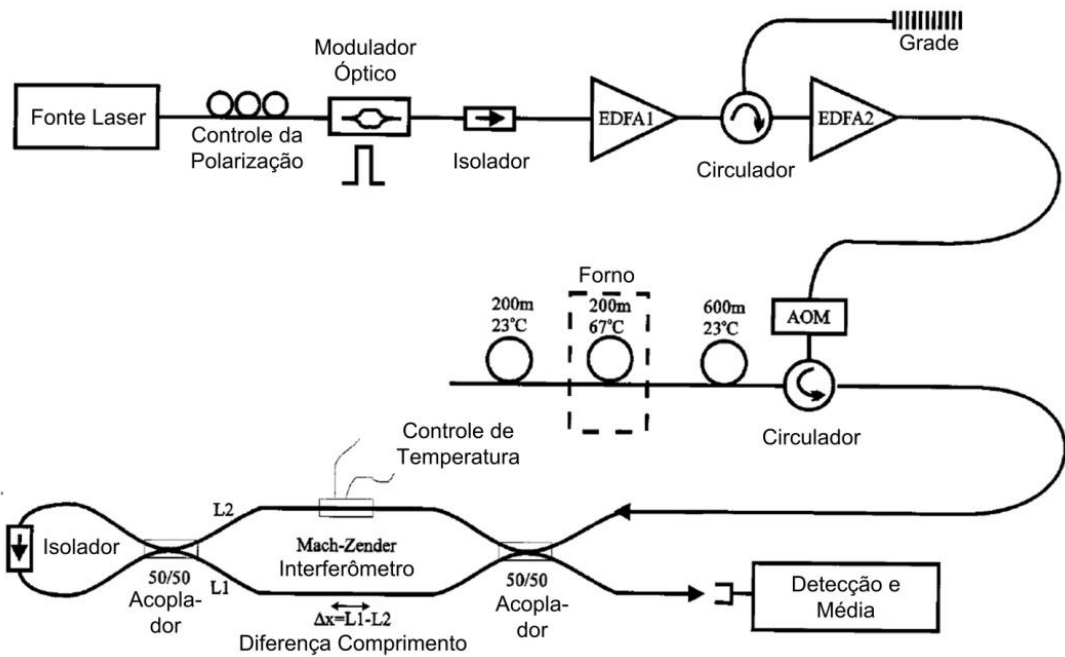 Fonte Laser
Controle da
Polarização
Modulador
Óptico
Isolador
EDFA1
Circulador
Grade
EDFA2
AOM
Circulador
600m
23°C
Forno
200m
67°C
200m
23°C
Controle de
Temperatura
L2
Isolador
50/50
Acopla-
dor
L1
Mach-Zender
Interferômetro
Δx=L1-L2
Diferença Comprimento
50/50
Acopla-
dor
Detecção e
Média